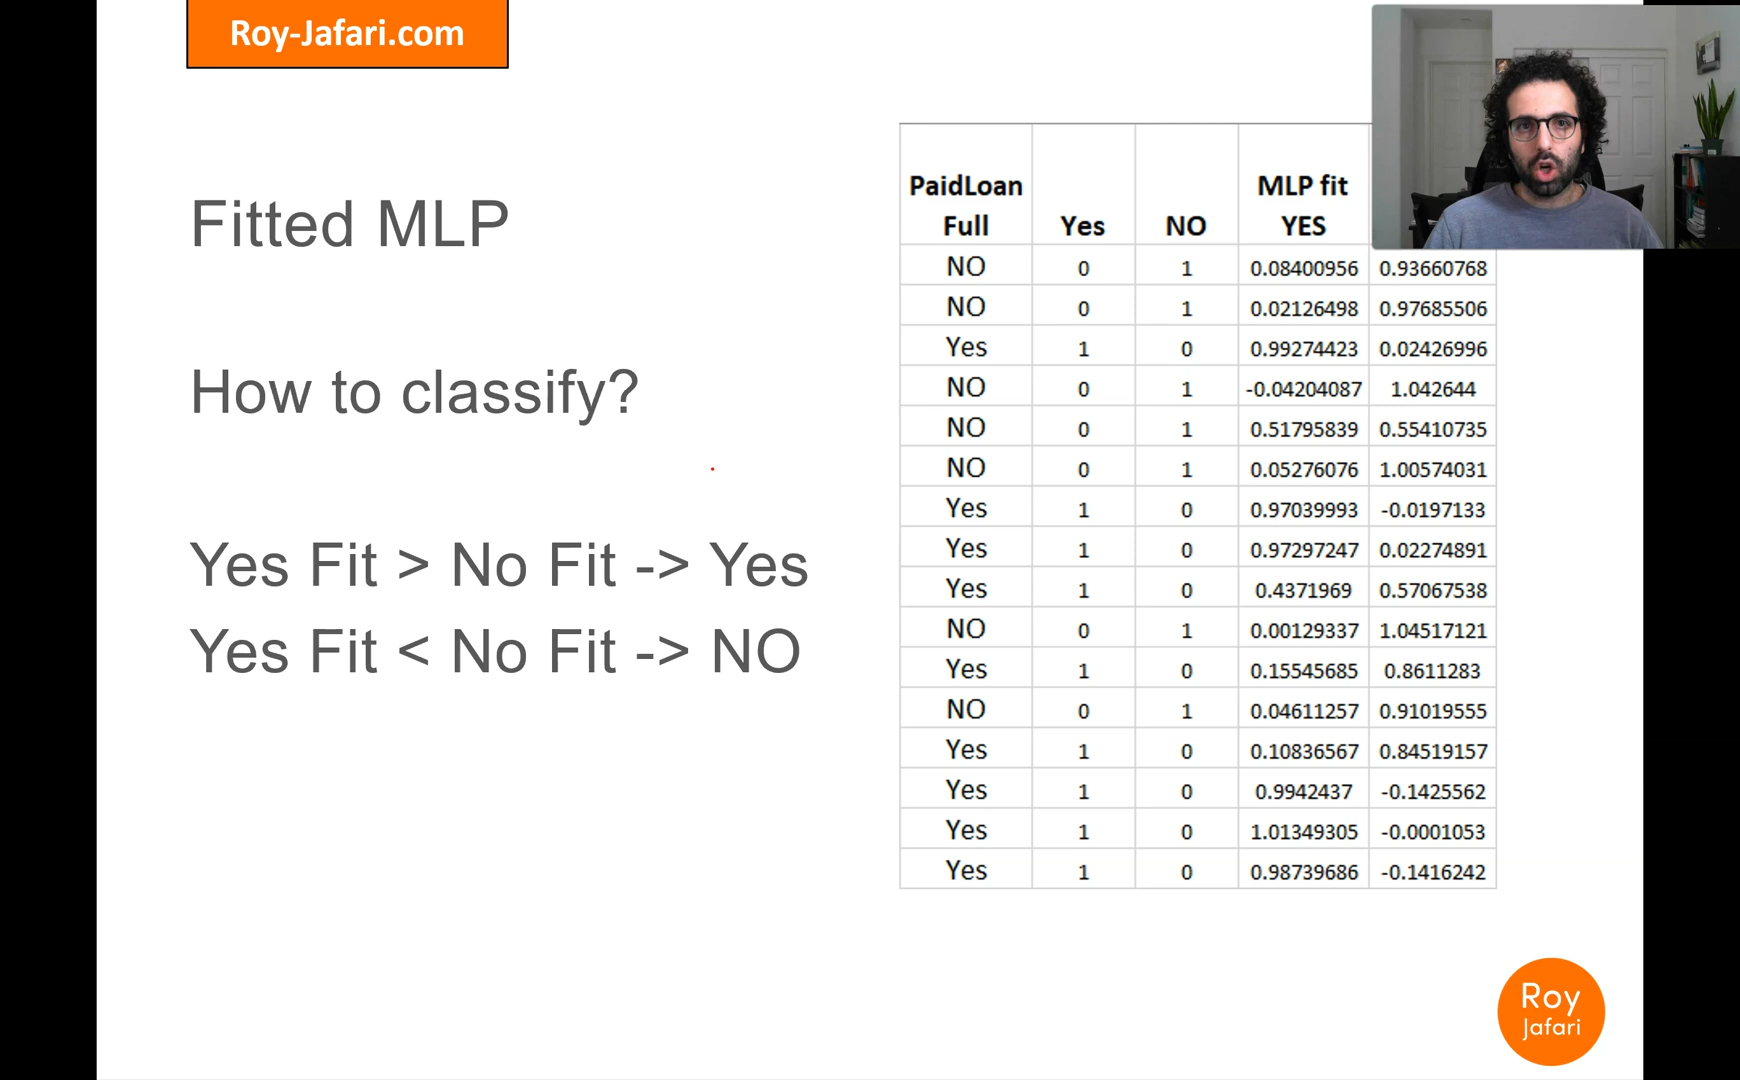 Roy-Jafari.com
Fitted MLP
How to classify?
Yes Fit > No Fit -> Yes
Yes Fit < No Fit -> NO
PaidLoan Full Yes NO MLP fit YES
NO 0 1 0.08400956 0.93660768
NO 0 1 0.02126498 0.97685506
Yes 1 0 0.99274423 0.02426996
NO 0 1 -0.04204087 1.042644
NO 0 1 0.51795839 0.55410735
NO 0 1 0.05276076 1.00574031
Yes 1 0 0.97039993 -0.0197133
Yes 1 0 0.97297247 0.02274891
Yes 1 0 0.4371969 0.57067538
NO 0 1 0.00129337 1.04517121
Yes 1 0 0.15545685 0.8611283
NO 0 1 0.04611257 0.91019555
Yes 1 0 0.10836567 0.84519157
Yes 1 0 0.9942437 -0.1425562
Yes 1 0 1.01349305 -0.0001053
Yes 1 0 0.98739686 -0.1416242
Roy
Jafari